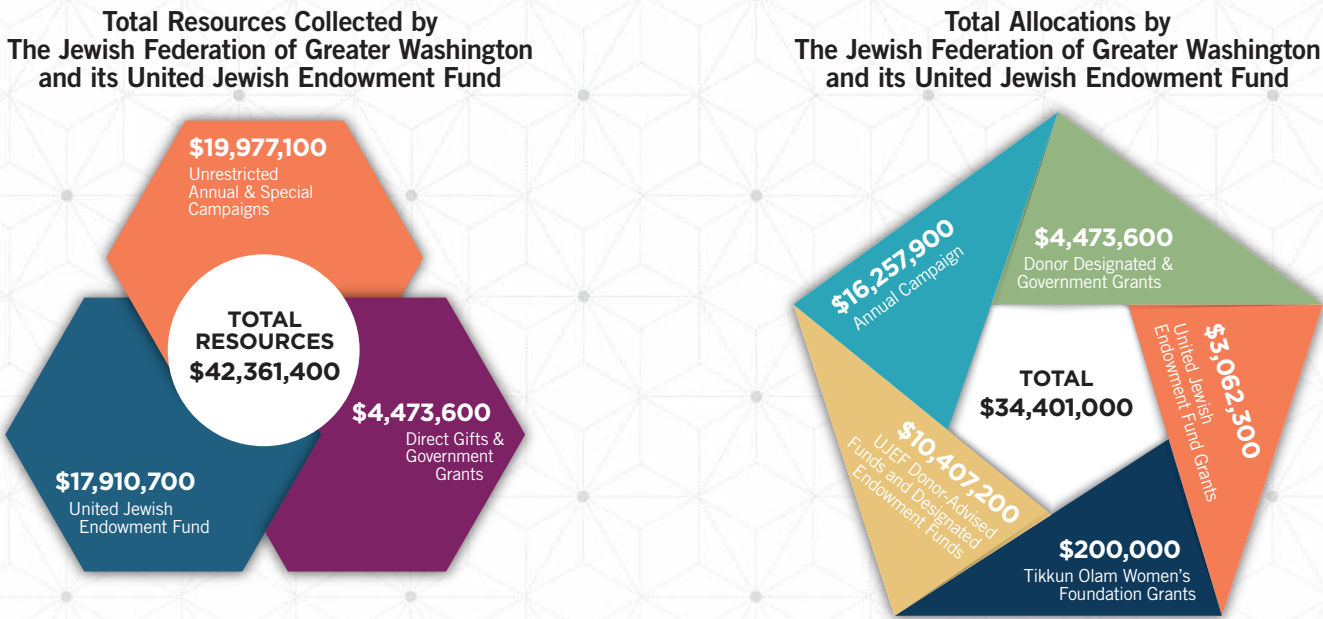 Total Resources Collected by
The Jewish Federation of Greater Washington
and its United Jewish Endowment Fund
$19,977,100
Unrestricted
Annual & Special
Campaigns
TOTAL
RESOURCES
$42,361,400
$4,473,600
Direct Gifts &
Government
Grants
$17,910,700
United Jewish
Endowment Fund
Total Allocations by
The Jewish Federation of Greater Washington
and its United Jewish Endowment Fund
$16,257,900
Annual Campaign
$4,473,600
Donor Designated &
Government Grants
$3,062,300
United Jewish
Endowment Fund Grants
TOTAL
$34,401,000
$10,407,200
UJEF Donor-Advised
Funds and Designated
Endowment Funds
$200,000
Tikkun Olam Women's
Foundation Grants